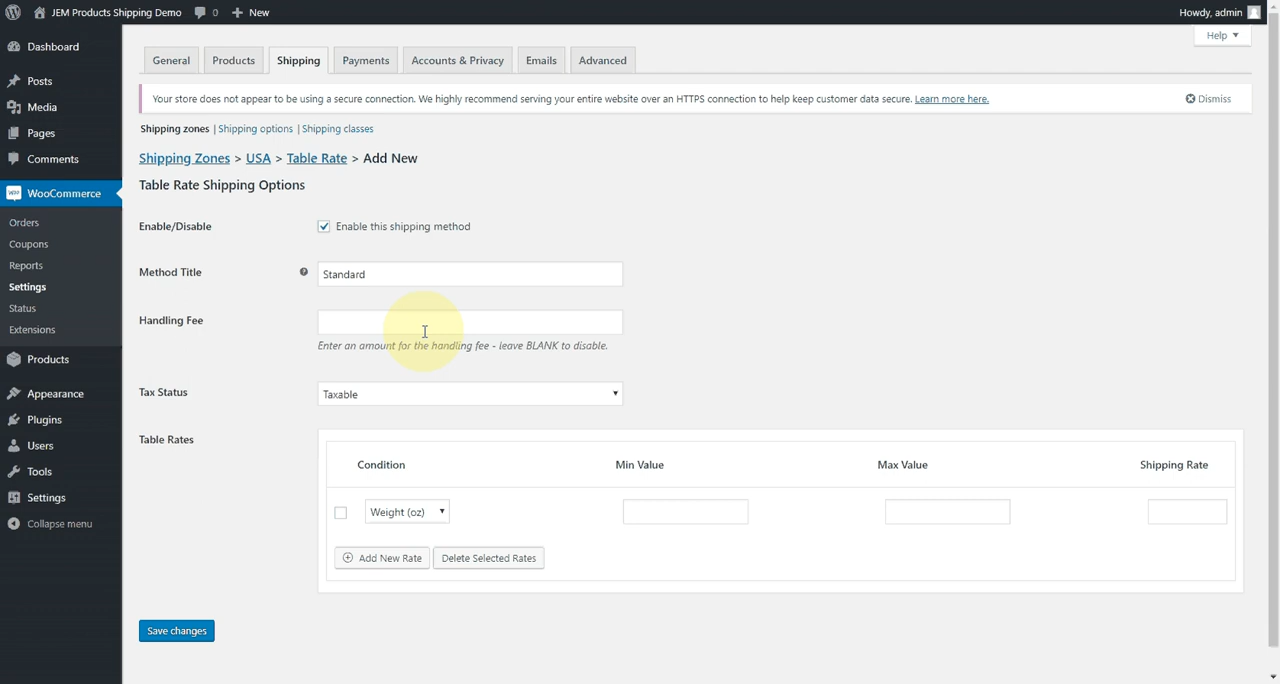 JEM Products Shipping Demo 0 New Howdy, admin
Help
Dashboard
Posts
Media
Pages
Comments
WooCommerce
Orders
Coupons
Reports
Settings
Status
Extensions
Products
Appearance
Plugins
Users
Tools
Settings
Collapse menu
General Products Shipping Payments Accounts & Privacy Emails Advanced
Your store does not appear to be using a secure connection. We highly recommend serving your entire website over an HTTPS connection to help keep customer data secure. Learn more here. Dismiss
Shipping zones | Shipping options | Shipping classes
Shipping Zones > USA > Table Rate > Add New
Table Rate Shipping Options
Enable/Disable Enable this shipping method
Method Title Standard
Handling Fee
Enter an amount for the handling fee - leave BLANK to disable.
Tax Status Taxable
Table Rates
Condition Min Value Max Value Shipping Rate
Weight (oz)
Add New Rate Delete Selected Rates
Save changes